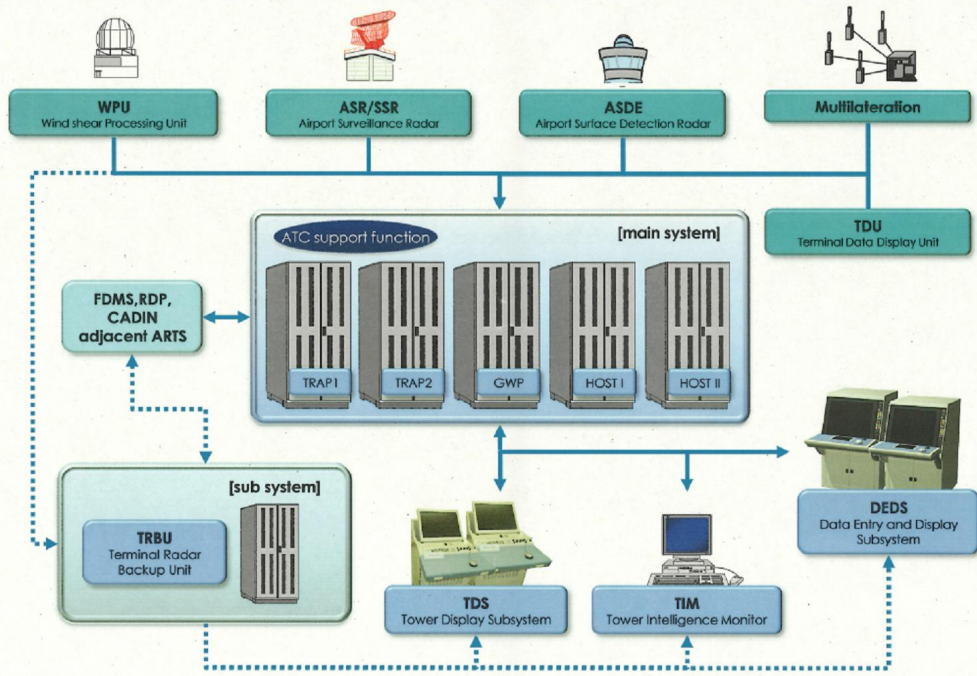 WPU
Wind shear Processing Unit
ASR/SSR
Airport Surveillance Radar
ASDE
Airport Surface Detection Radar
Multilateration
TDU
Terminal Data Display Unit
ATC support function
[main system]
TRAP1
TRAP2
GWP
HOST I
HOST II
FDMS,RDP,
CADIN
adjacent ARTS
[sub system]
TRBU
Terminal Radar
Backup Unit
TDS
Tower Display Subsystem
TIM
Tower Intelligence Monitor
DEDS
Data Entry and Display
Subsystem